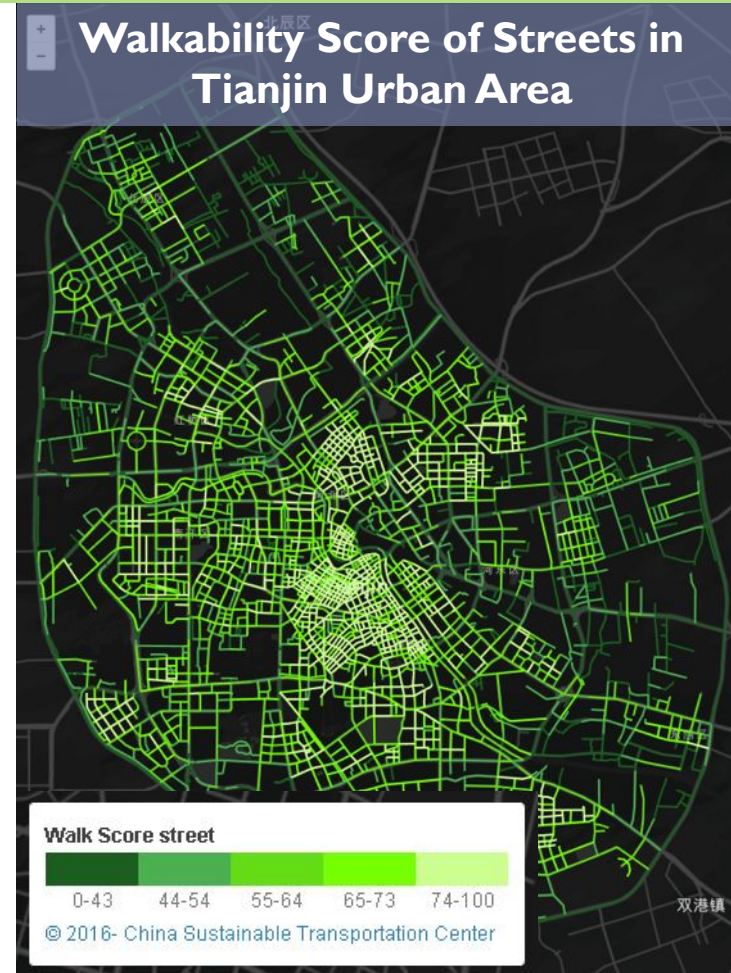 北辰区
Walkability Score of Streets in
Tianjin Urban Area
+
−
双港镇
Walk Score street
0-43 44-54 55-64 65-73 74-100
© 2016- China Sustainable Transportation Center